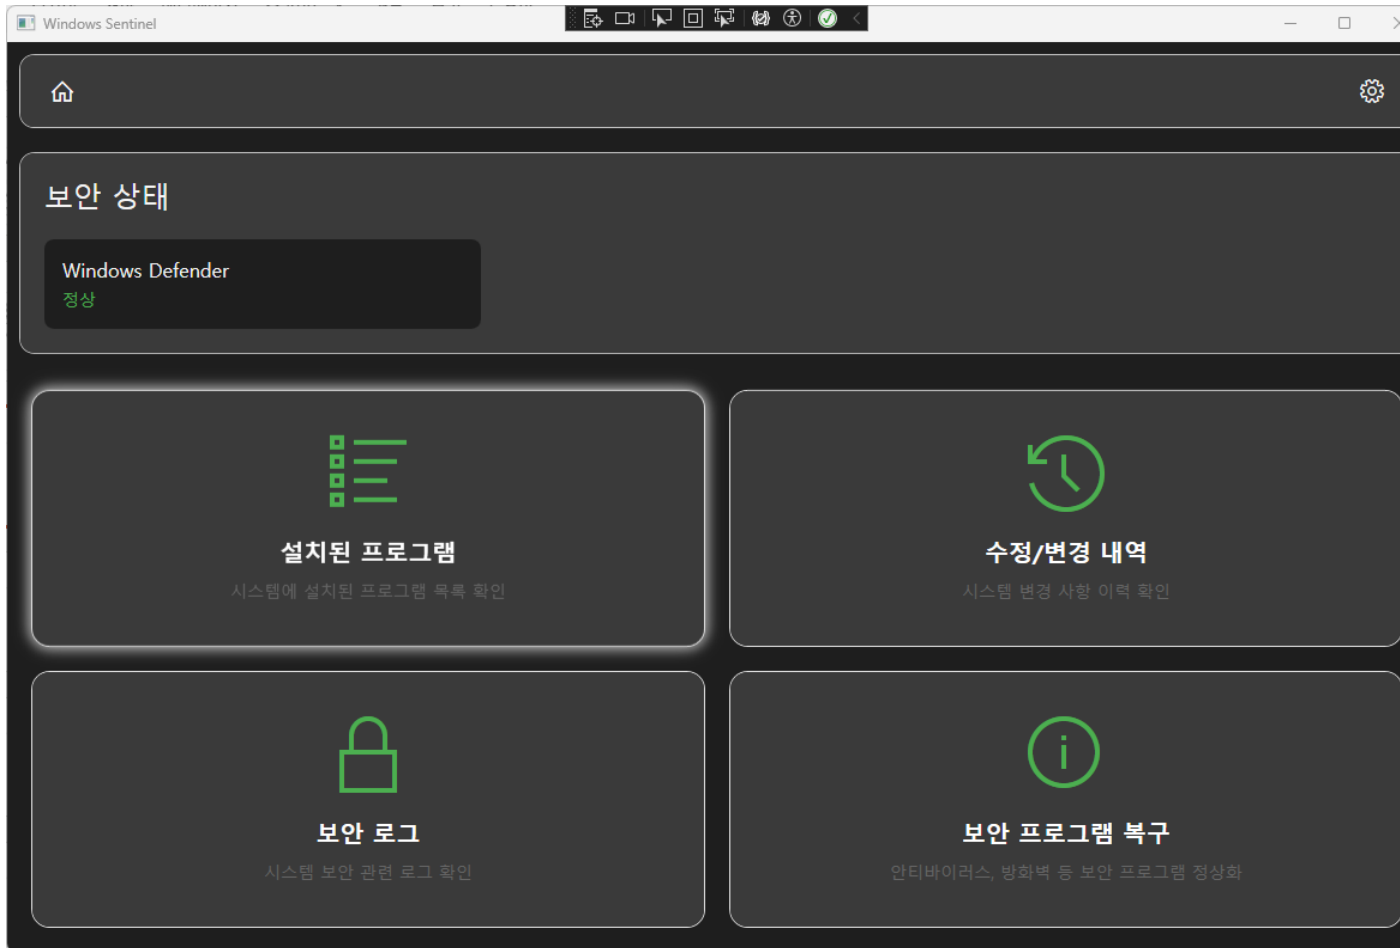 Windows Sentinel
보안 상태
Windows Defender
정상
설치된 프로그램
시스템에 설치된 프로그램 목록 확인
수정/변경 내역
시스템 변경 사항 이력 확인
보안 로그
시스템 보안 관련 로그 확인
보안 프로그램 복구
안티바이러스, 방화벽 등 보안 프로그램 정상화